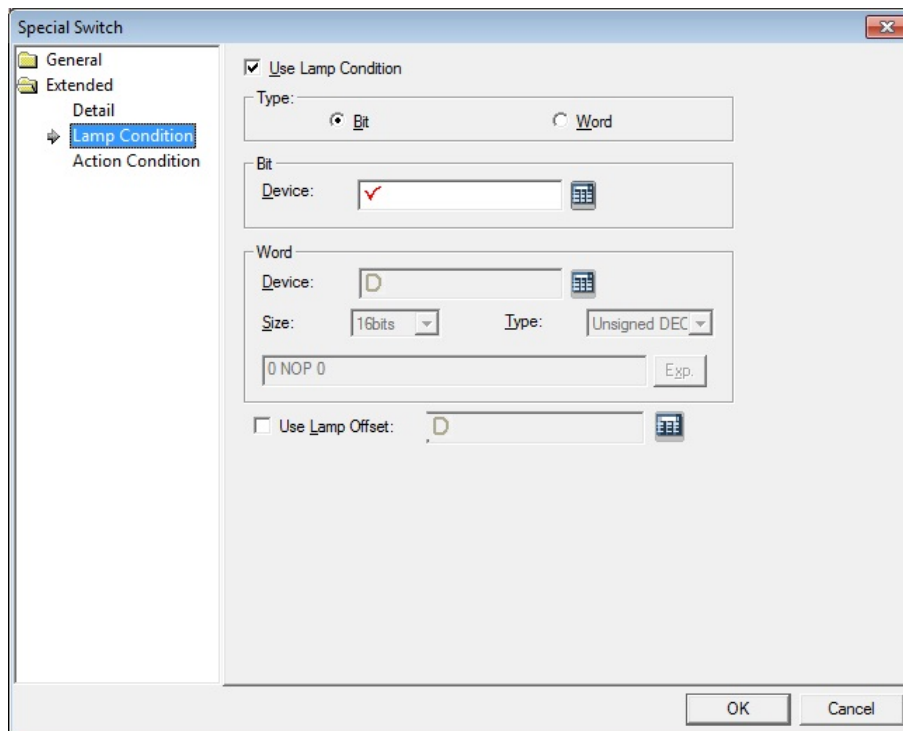 Special Switch
General
Extended
Detail
Lamp Condition
Action Condition
Use Lamp Condition
Type:
Bit
Word
Bit
Device:
Word
Device:
D
Size:
16bits
Type:
Unsigned DEC
0 NOP 0
Exp.
Use Lamp Offset:
D
OK
Cancel